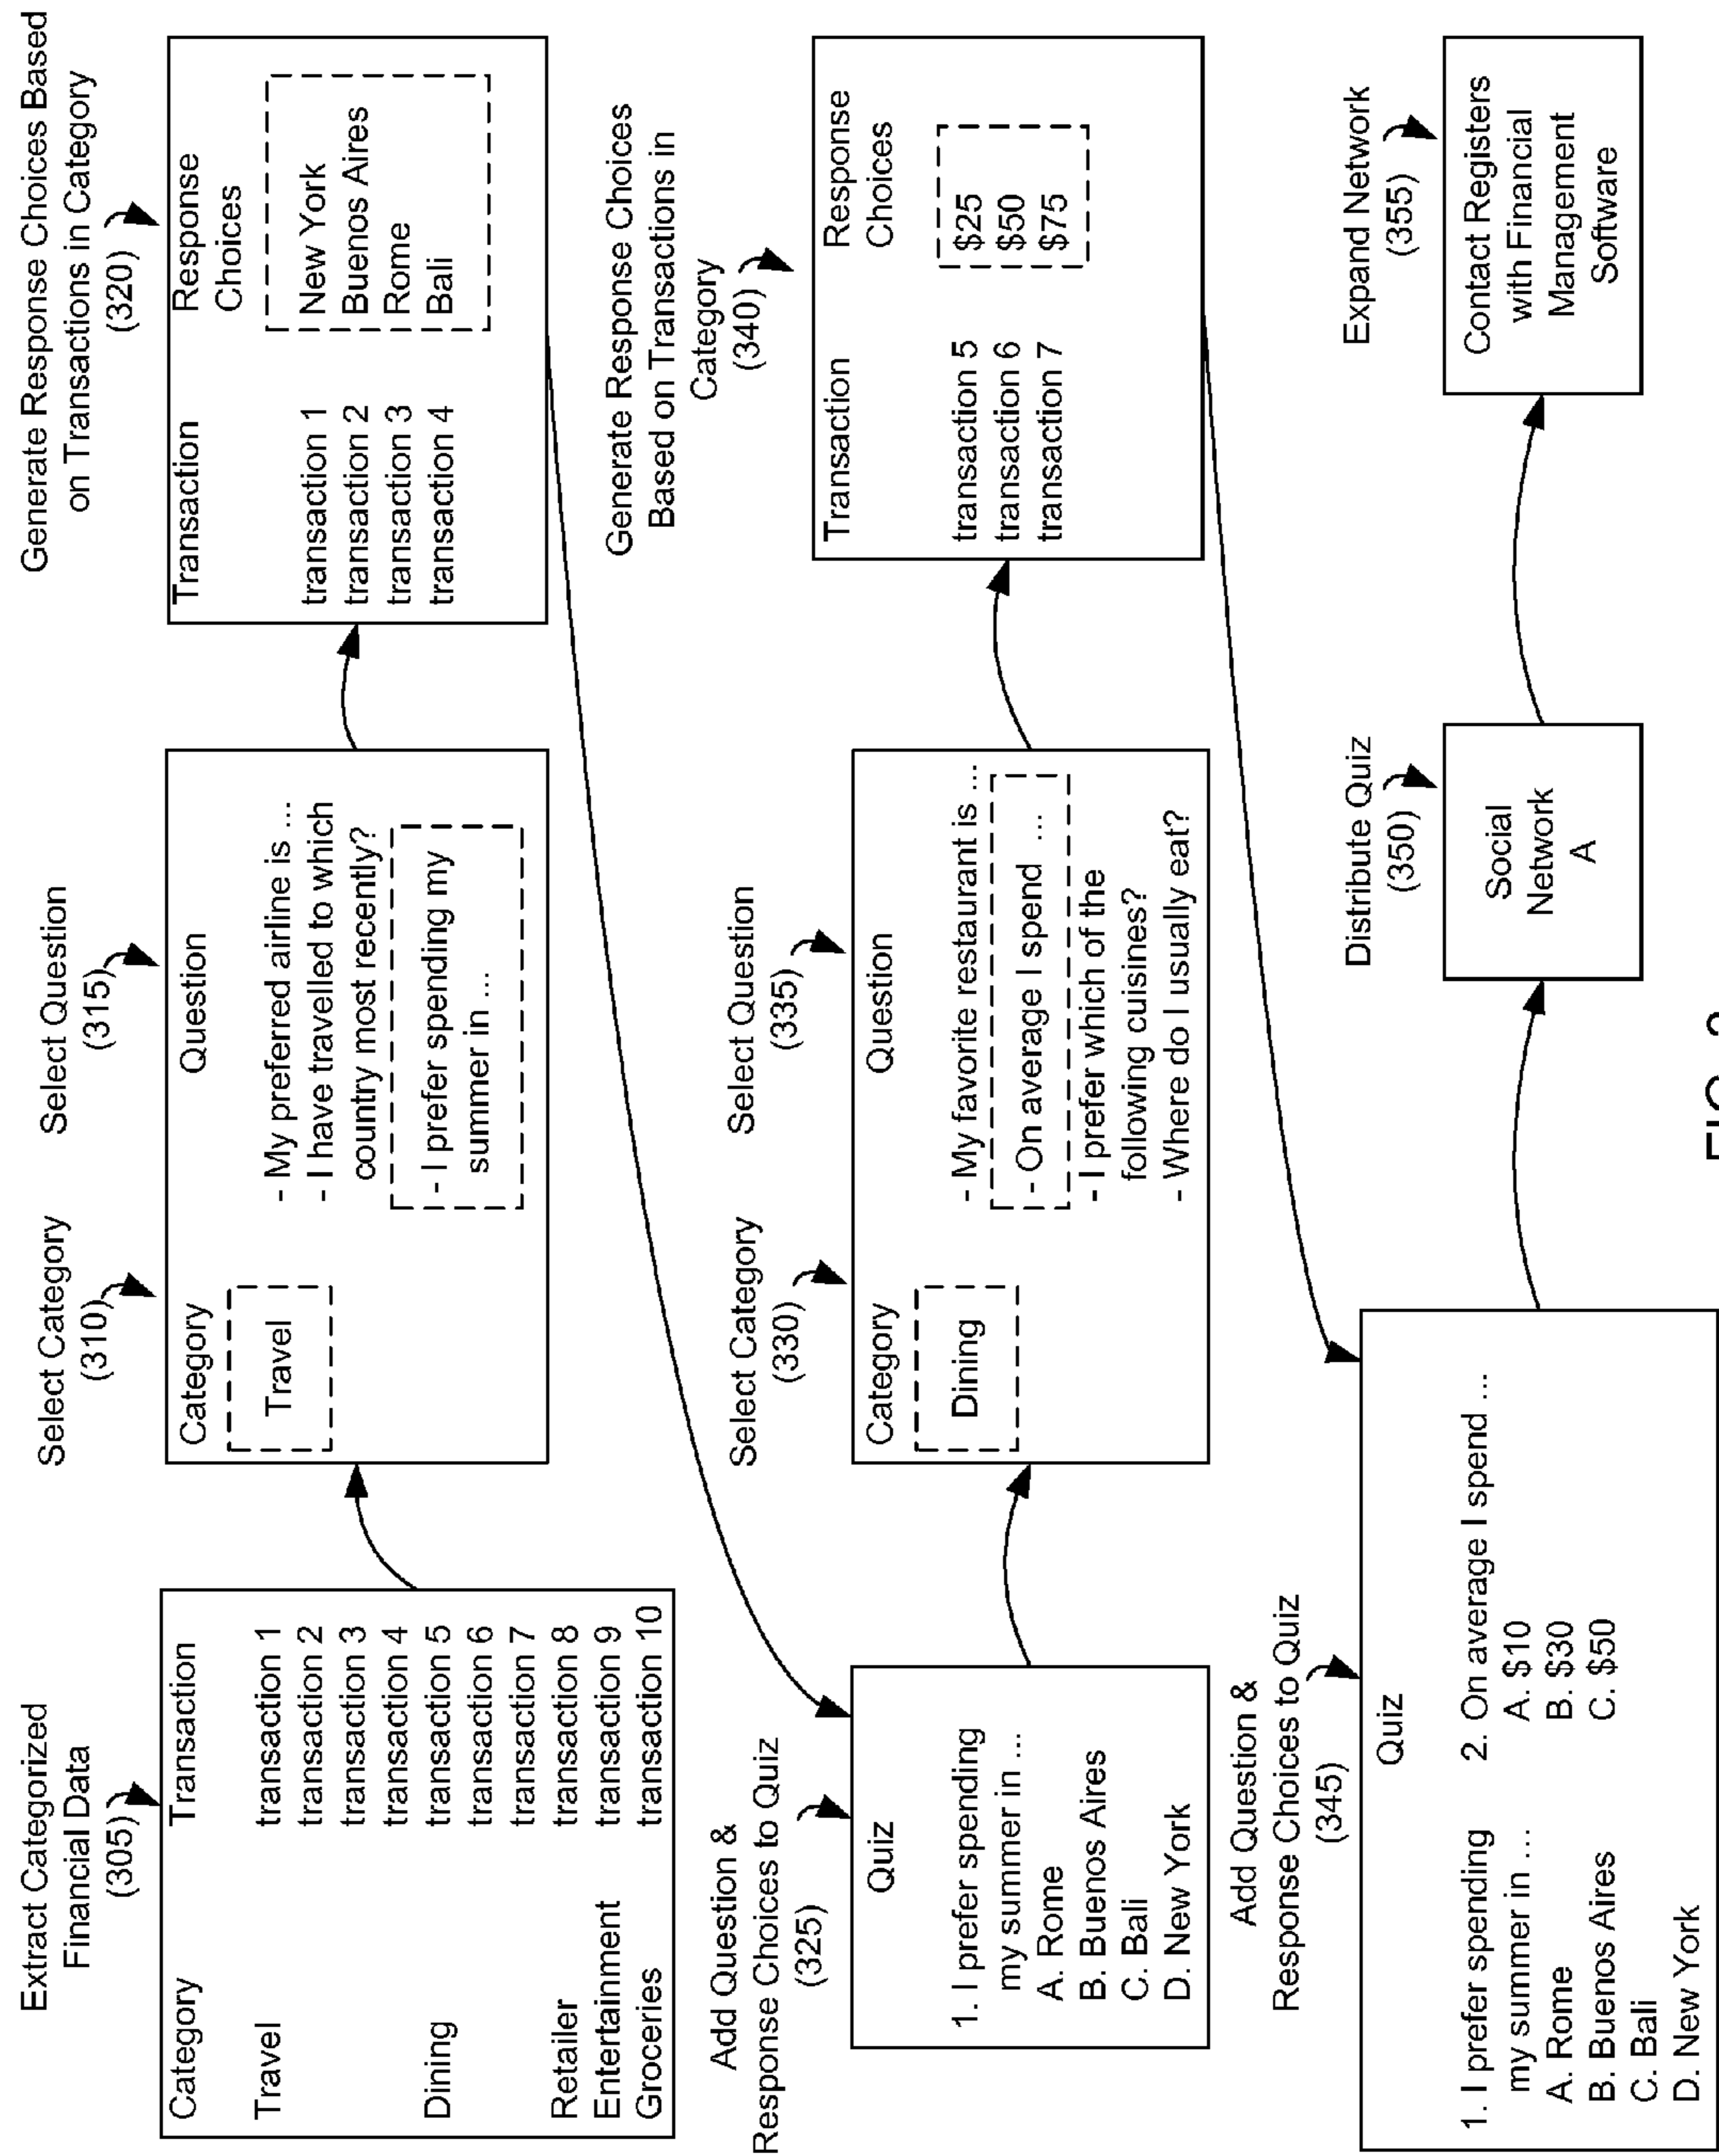 Extract Categorized
Financial Data
(305)
Category
Transaction
Travel
transaction 1
transaction 2
transaction 3
transaction 4
Dining
transaction 5
transaction 6
transaction 7
Retailer
transaction 8
Entertainment
transaction 9
Groceries
transaction 10
Select Category
(310)
Select Question
(315)
Category
Question
Travel
- My preferred airline is ...
- I have travelled to which
country most recently?
- I prefer spending my
summer in ...
Generate Response Choices Based
on Transactions in Category
(320)
Transaction
Response
Choices
transaction 1
transaction 2
transaction 3
transaction 4
New York
Buenos Aires
Rome
Bali
Add Question &
Response Choices to Quiz
(325)
Quiz
1. I prefer spending
my summer in ...
A. Rome
B. Buenos Aires
C. Bali
D. New York
Select Category
(330)
Select Question
(335)
Category
Question
Dining
- My favorite restaurant is ...
- On average I spend ...
- I prefer which of the
following cuisines?
- Where do I usually eat?
Generate Response Choices
Based on Transactions in
Category
(340)
Transaction
Response
Choices
transaction 5
transaction 6
transaction 7
$25
$50
$75
Add Question &
Response Choices to Quiz
(345)
Quiz
1. I prefer spending
my summer in ...
A. Rome
B. Buenos Aires
C. Bali
D. New York
2. On average I spend ...
A. $10
B. $30
C. $50
Distribute Quiz
(350)
Social
Network
A
Expand Network
(355)
Contact Registers
with Financial
Management
Software